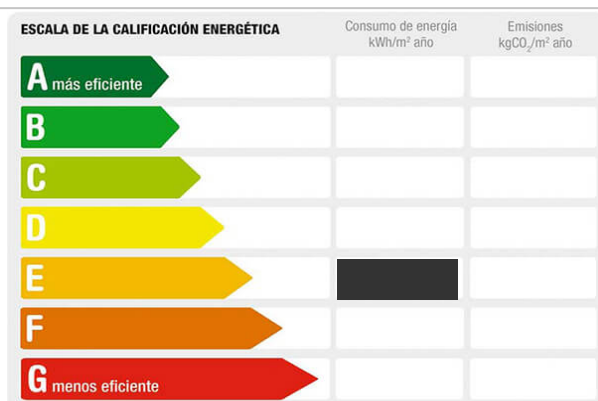 ESCALA DE LA CALIFICACIÓN ENERGÉTICA
Consumo de energía
kWh/m² año
Emisiones
kgCO₂/m² año
A más eficiente
B
C
D
E
F
G menos eficiente